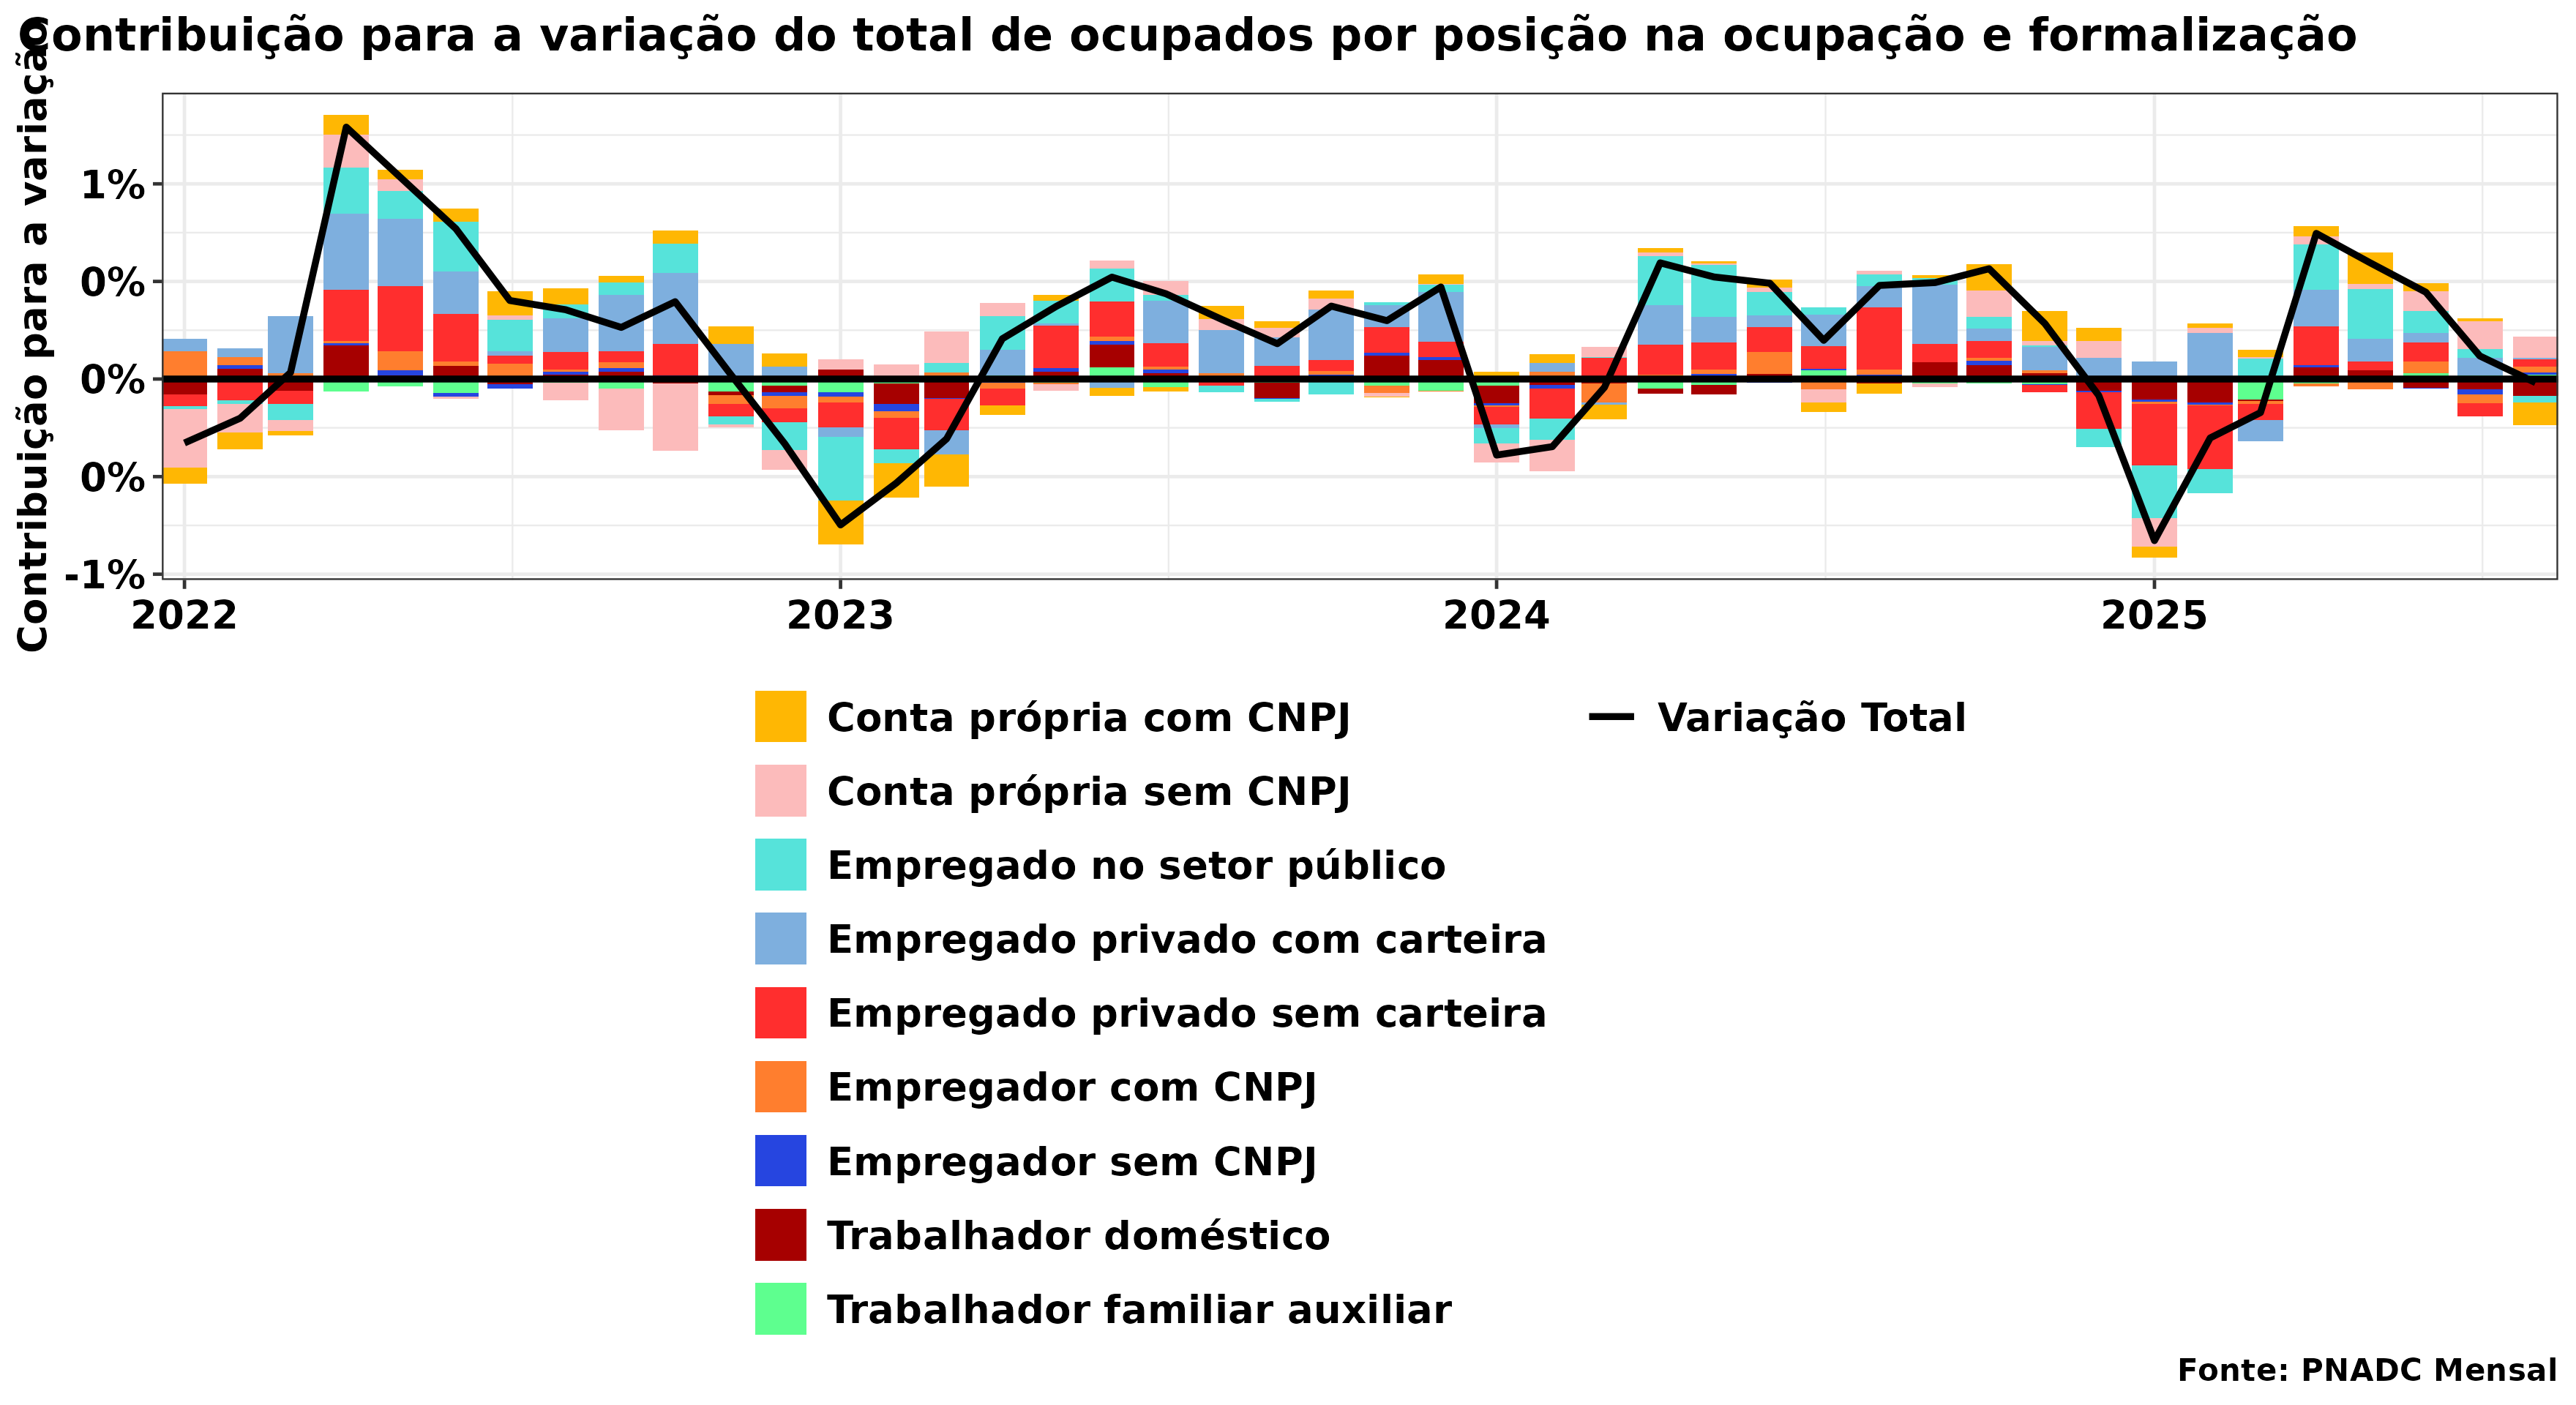 Contribuição para a variação do total de ocupados por posição na ocupação e formalização
Contribuição para a variação
1%
0%
0%
0%
-1%
2022
2023
2024
2025
Conta própria com CNPJ
Conta própria sem CNPJ
Empregado no setor público
Empregado privado com carteira
Empregado privado sem carteira
Empregador com CNPJ
Empregador sem CNPJ
Trabalhador doméstico
Trabalhador familiar auxiliar
Variação Total
Fonte: PNADC Mensal